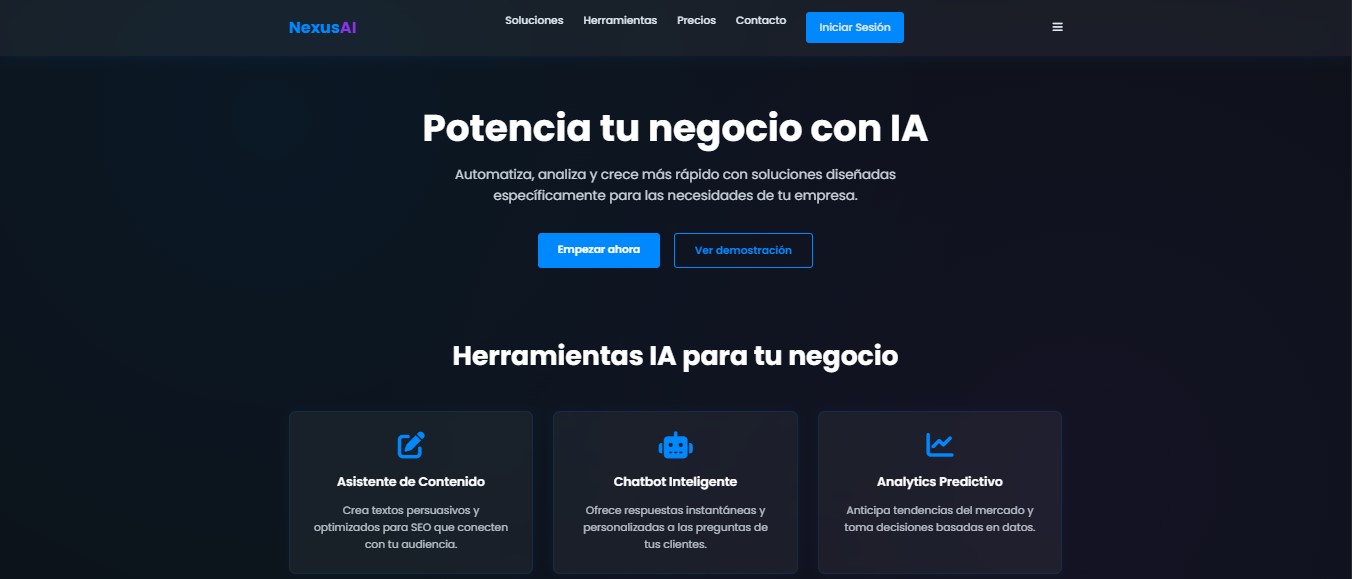 NexusAI
Soluciones Herramientas Precios Contacto Iniciar Sesión
Potencia tu negocio con IA
Automatiza, analiza y crece más rápido con soluciones diseñadas
específicamente para las necesidades de tu empresa.
Empezar ahora
Ver demostración
Herramientas IA para tu negocio
Asistente de Contenido
Crea textos persuasivos y
optimizados para SEO que conecten
con tu audiencia.
Chatbot Inteligente
Ofrece respuestas instantáneas y
personalizadas a las preguntas de
tus clientes.
Analytics Predictivo
Anticipa tendencias del mercado y
toma decisiones basadas en datos.